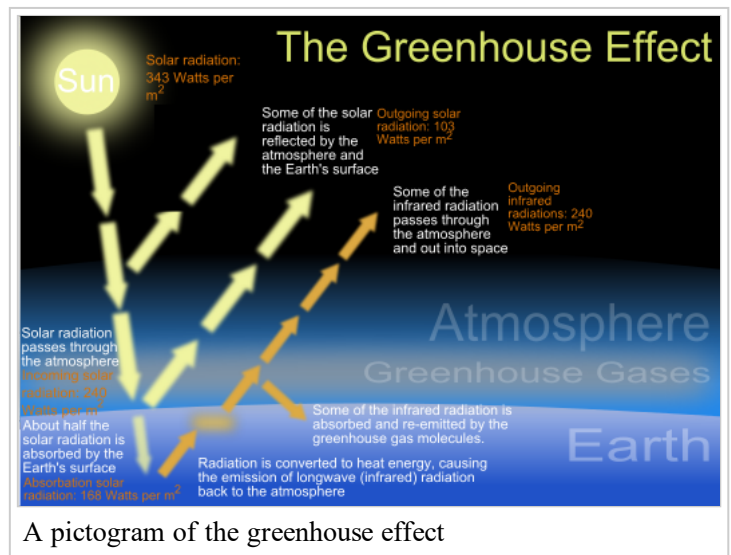 The Greenhouse Effect
Sun
Solar radiation:
343 Watts per
m2
Some of the solar
radiation is
reflected by the
atmosphere and
the Earth's surface
Outgoing solar
radiation: 103
Watts per m2
Some of the
infrared radiation
passes through
the atmosphere
and out into space
Outgoing
infrared
radiations: 240
Watts per m2
Atmosphere
Greenhouse Gases
Solar radiation
passes through
the atmosphere
Incoming solar
radiation: 240
Watts per m2
About half the
solar radiation is
absorbed by the
Earth's surface
Absorbation solar
radiation: 168 Watts per m2
Some of the infrared radiation is
absorbed and re-emitted by the
greenhouse gas molecules.
Earth
Radiation is converted to heat energy, causing
the emission of longwave (infrared) radiation
back to the atmosphere
A pictogram of the greenhouse effect